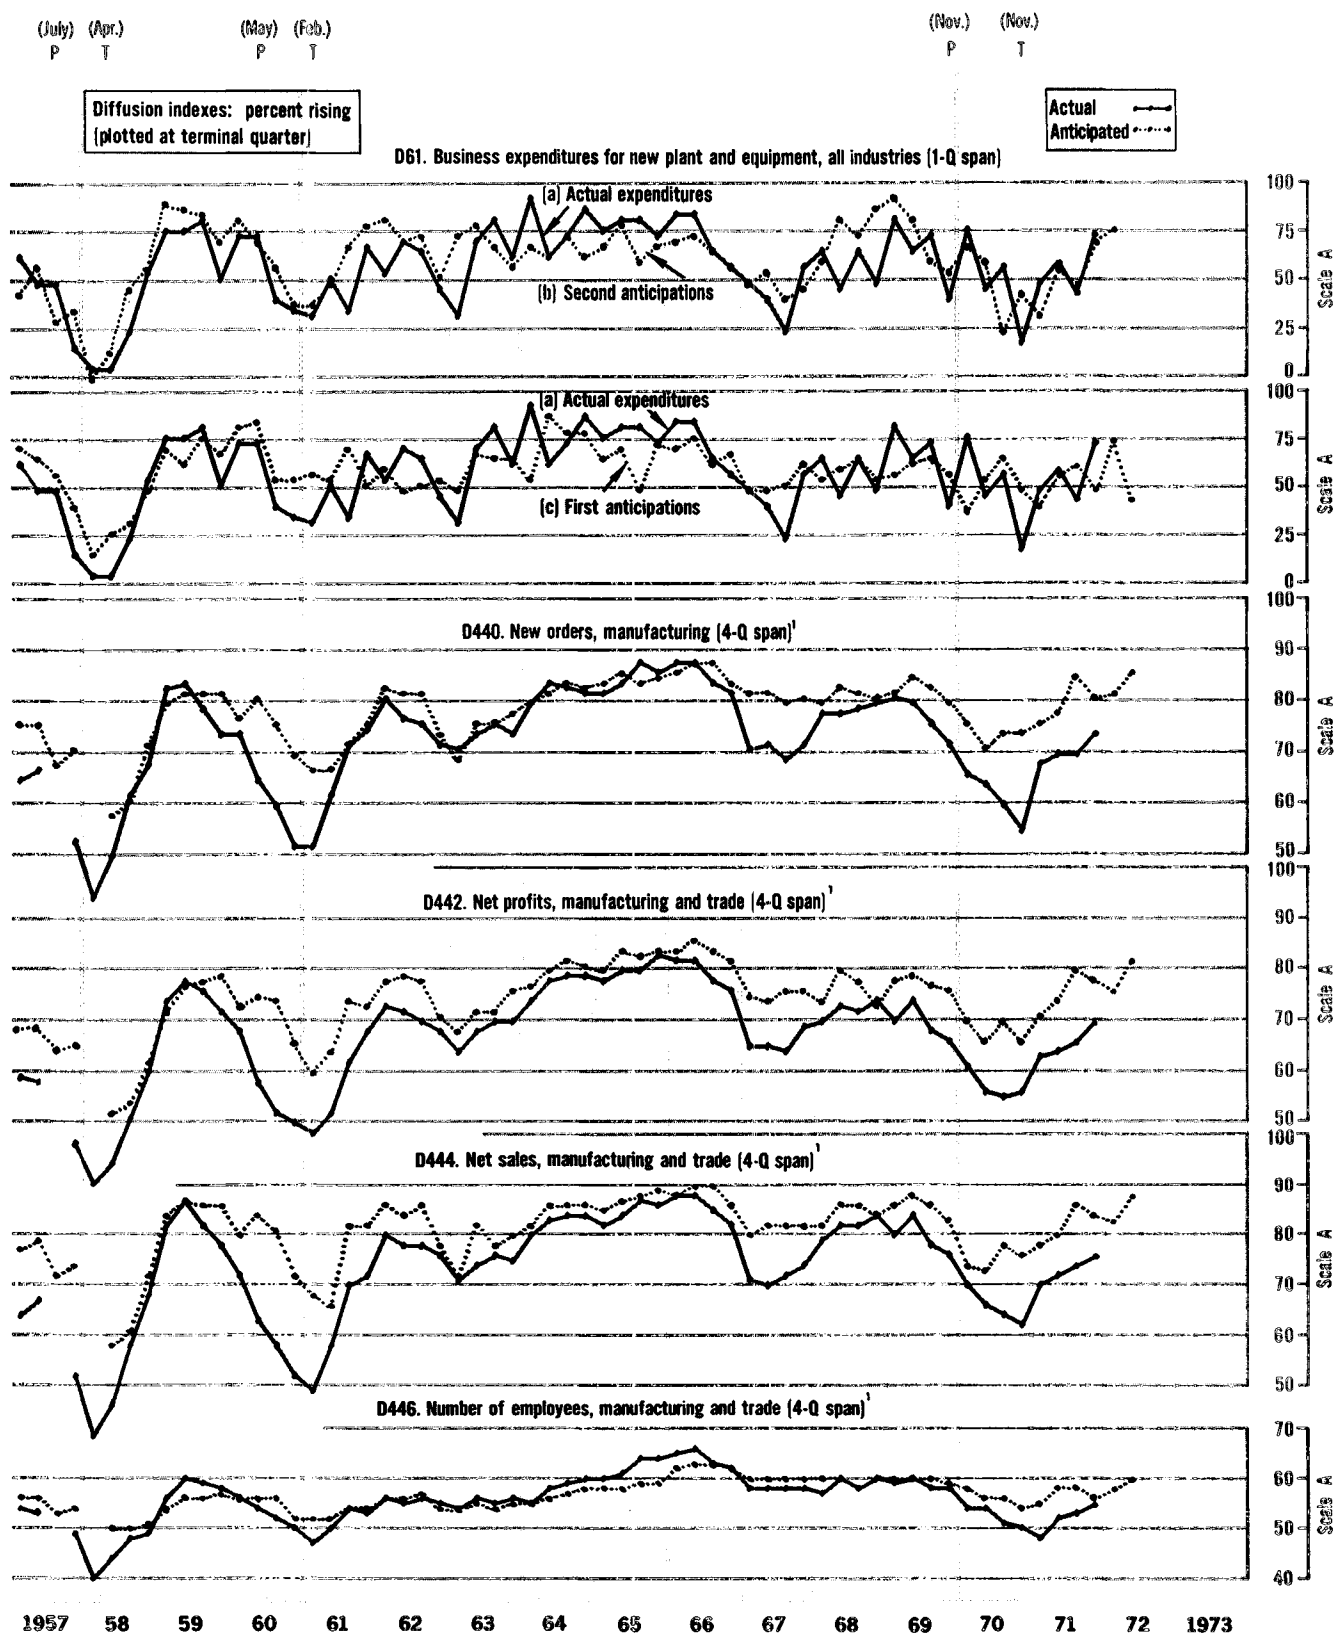 (July) (Apr.) (May) (Feb.) (Nov.) (Nov.)
P T P T P T
Diffusion indexes: percent rising
(plotted at terminal quarter)
Actual
Anticipated
D61. Business expenditures for new plant and equipment, all industries (1-Q span)
(a) Actual expenditures
(b) Second anticipations
100
75
50
25
0
Scale A
(a) Actual expenditures
(c) First anticipations
100
75
50
25
0
Scale A
D440. New orders, manufacturing (4-Q span)¹
100
90
80
70
60
50
Scale A
D442. Net profits, manufacturing and trade (4-Q span)¹
100
90
80
70
60
50
Scale A
D444. Net sales, manufacturing and trade (4-Q span)¹
100
90
80
70
60
50
Scale A
D446. Number of employees, manufacturing and trade (4-Q span)¹
70
60
50
40
Scale A
1957 58 59 60 61 62 63 64 65 66 67 68 69 70 71 72 1973